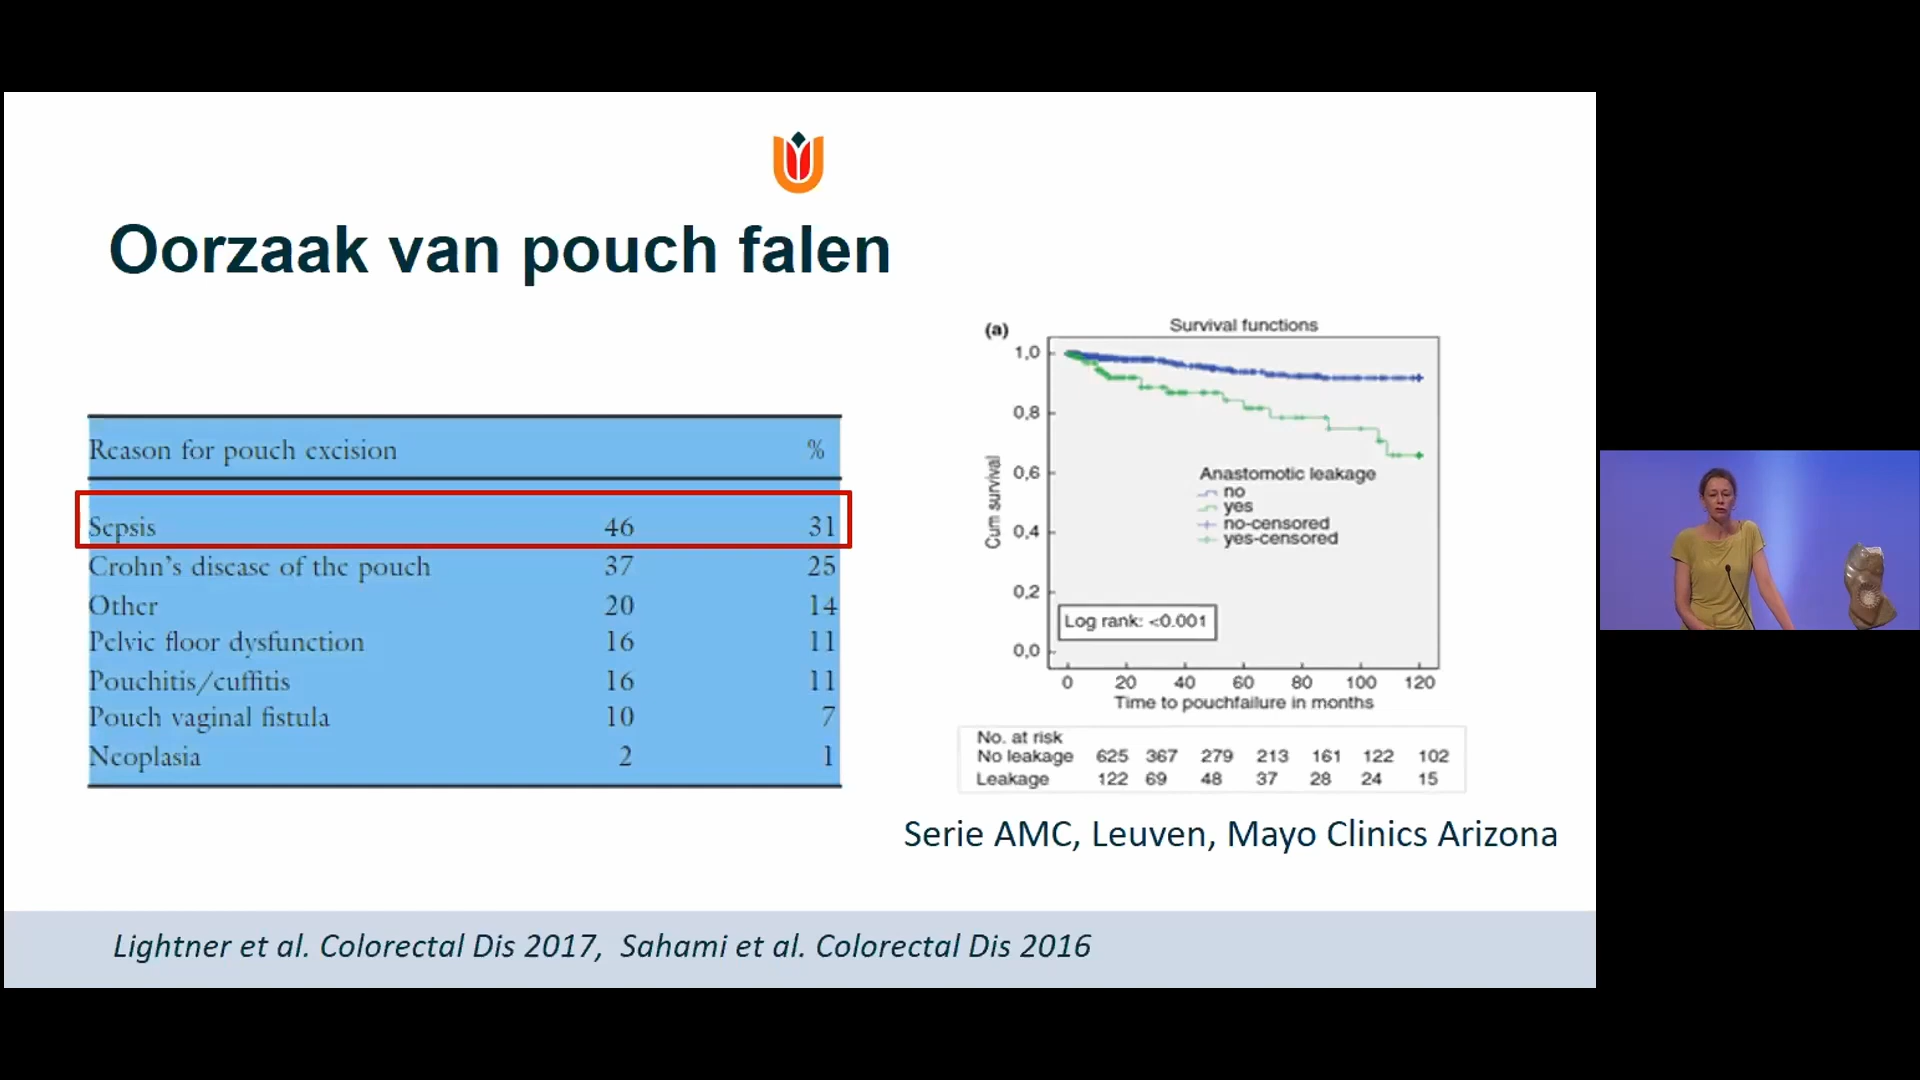 Oorzaak van pouch falen
Reason for pouch excision %
Sepsis 46 31
Crohn's disease of the pouch 37 25
Other 20 14
Pelvic floor dysfunction 16 11
Pouchitis/cuffitis 16 11
Pouch vaginal fistula 10 7
Neoplasia 2 1
(a) Survival functions
1,0
0,8
0,6
0,4
0,2
0,0
Cum survival
Anastomotic leakage
no
yes
no-censored
yes-censored
Log rank: <0.001
0 20 40 60 80 100 120
Time to pouchfailure in months
No. at risk
No leakage 625 367 279 213 161 122 102
Leakage 122 69 48 37 28 24 15
Serie AMC, Leuven, Mayo Clinics Arizona
Lightner et al. Colorectal Dis 2017, Sahami et al. Colorectal Dis 2016